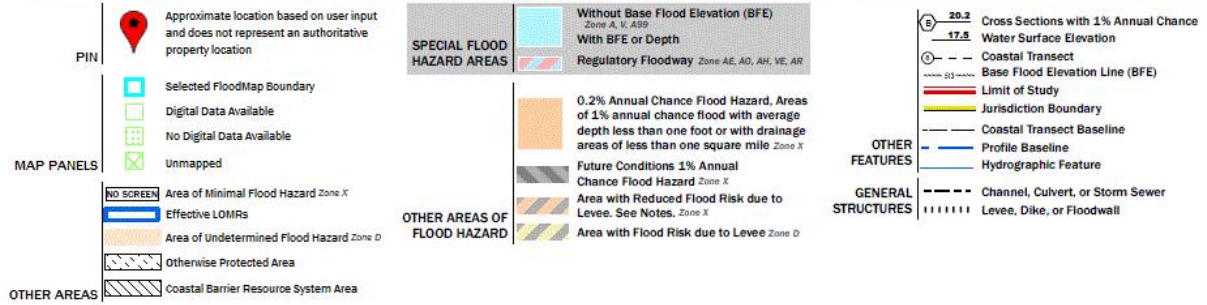 PIN
Approximate location based on user input
and does not represent an authoritative
property location
MAP PANELS
Selected FloodMap Boundary
Digital Data Available
No Digital Data Available
Unmapped
OTHER AREAS
NO SCREEN Area of Minimal Flood Hazard Zone X
Effective LOMRs
Area of Undetermined Flood Hazard Zone D
Otherwise Protected Area
Coastal Barrier Resource System Area
SPECIAL FLOOD
HAZARD AREAS
Without Base Flood Elevation (BFE)
Zone A, V, A99
With BFE or Depth
Regulatory Floodway Zone AE, AO, AH, VE, AR
OTHER AREAS OF
FLOOD HAZARD
0.2% Annual Chance Flood Hazard, Areas
of 1% annual chance flood with average
depth less than one foot or with drainage
areas of less than one square mile Zone X
Future Conditions 1% Annual
Chance Flood Hazard Zone X
Area with Reduced Flood Risk due to
Levee. See Notes. Zone X
Area with Flood Risk due to Levee Zone D
OTHER
FEATURES
B 20.2 Cross Sections with 1% Annual Chance
17.5 Water Surface Elevation
Coastal Transect
Base Flood Elevation Line (BFE)
Limit of Study
Jurisdiction Boundary
Coastal Transect Baseline
Profile Baseline
Hydrographic Feature
GENERAL
STRUCTURES
Channel, Culvert, or Storm Sewer
Levee, Dike, or Floodwall